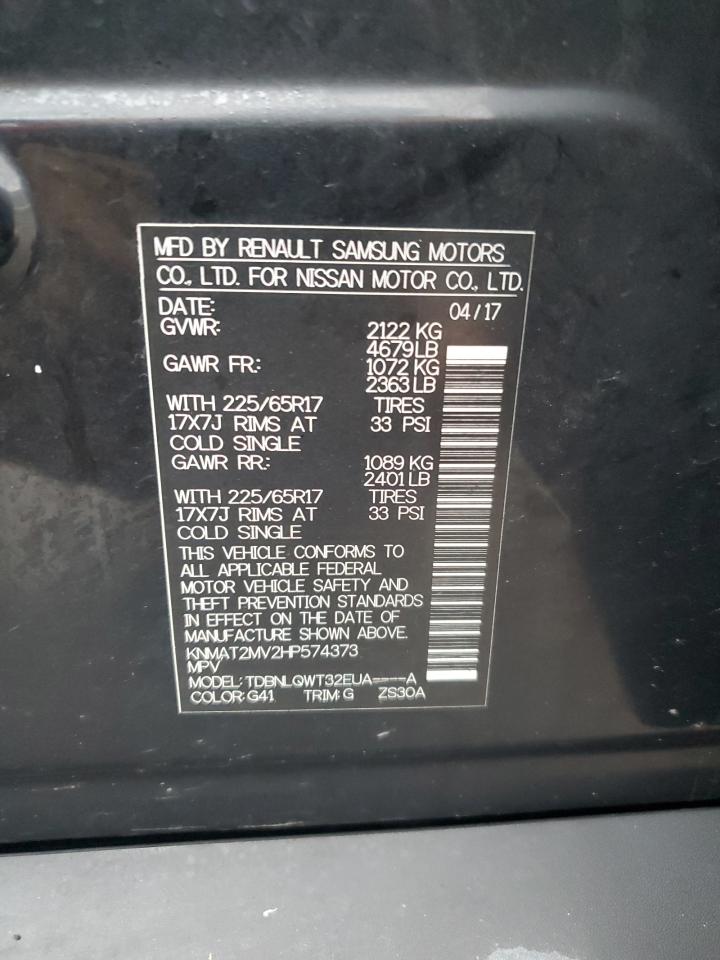 MFD BY RENAULT SAMSUNG MOTORS
CO., LTD. FOR NISSAN MOTOR CO., LTD.
DATE: 04/17
GVWR: 2122 KG
4679LB
GAWR FR.: 1072 KG
2363LB
WITH 225/65R17 TIRES
17X7J RIMS AT 33 PSI
COLD SINGLE
GAWR RR.: 1089 KG
2401LB
WITH 225/65R17 TIRES
17X7J RIMS AT 33 PSI
COLD SINGLE
THIS VEHICLE CONFORMS TO
ALL APPLICABLE FEDERAL
MOTOR VEHICLE SAFETY AND
THEFT PREVENTION STANDARDS
IN EFFECT ON THE DATE OF
MANUFACTURE SHOWN ABOVE.
KNMAT2MV2HP574373
MPV
MODEL: TDBNLQWT32EUA----A
COLOR:G41 TRIM:G ZS30A